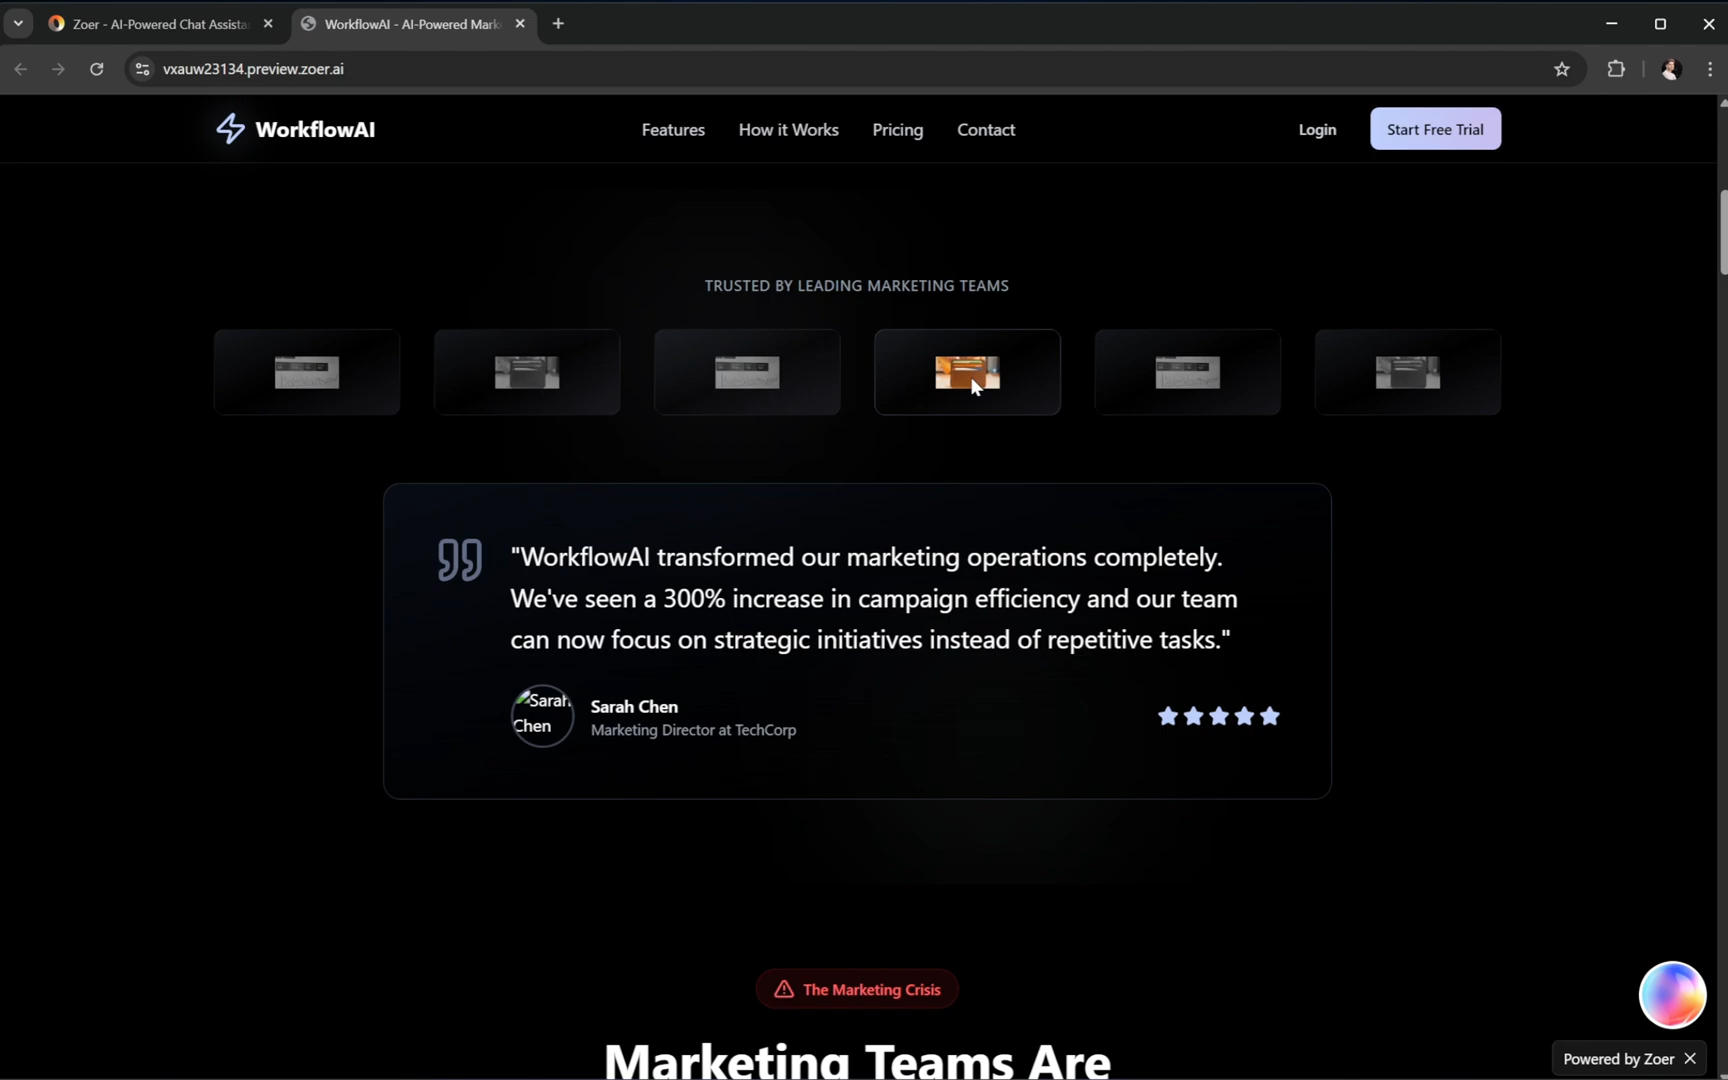 Zoer - AI-Powered Chat Assista
WorkflowAI - AI-Powered Mark
vxauw23134.preview.zoer.ai
WorkflowAI
Features
How it Works
Pricing
Contact
Login
Start Free Trial
TRUSTED BY LEADING MARKETING TEAMS
"WorkflowAI transformed our marketing operations completely.
We've seen a 300% increase in campaign efficiency and our team
can now focus on strategic initiatives instead of repetitive tasks."
Sarah
Chen
Sarah Chen
Marketing Director at TechCorp
The Marketing Crisis
Marketing Teams Are
Powered by Zoer